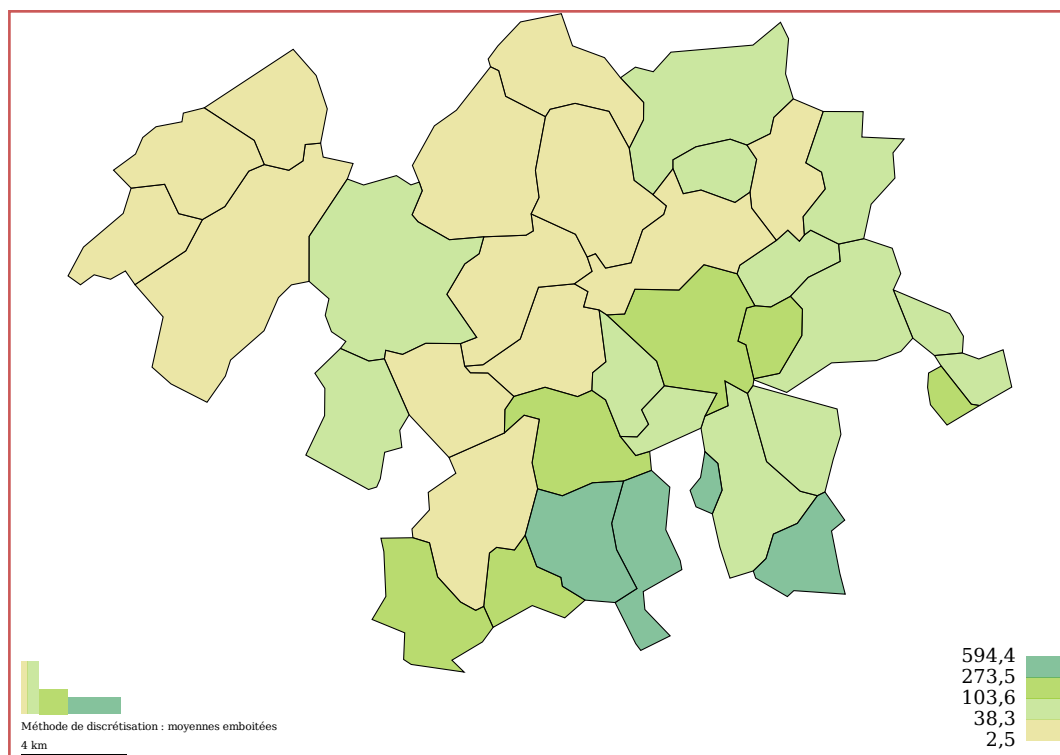 594,4
273,5
103,6
38,3
2,5
Méthode de discrétisation : moyennes emboitées
4 km